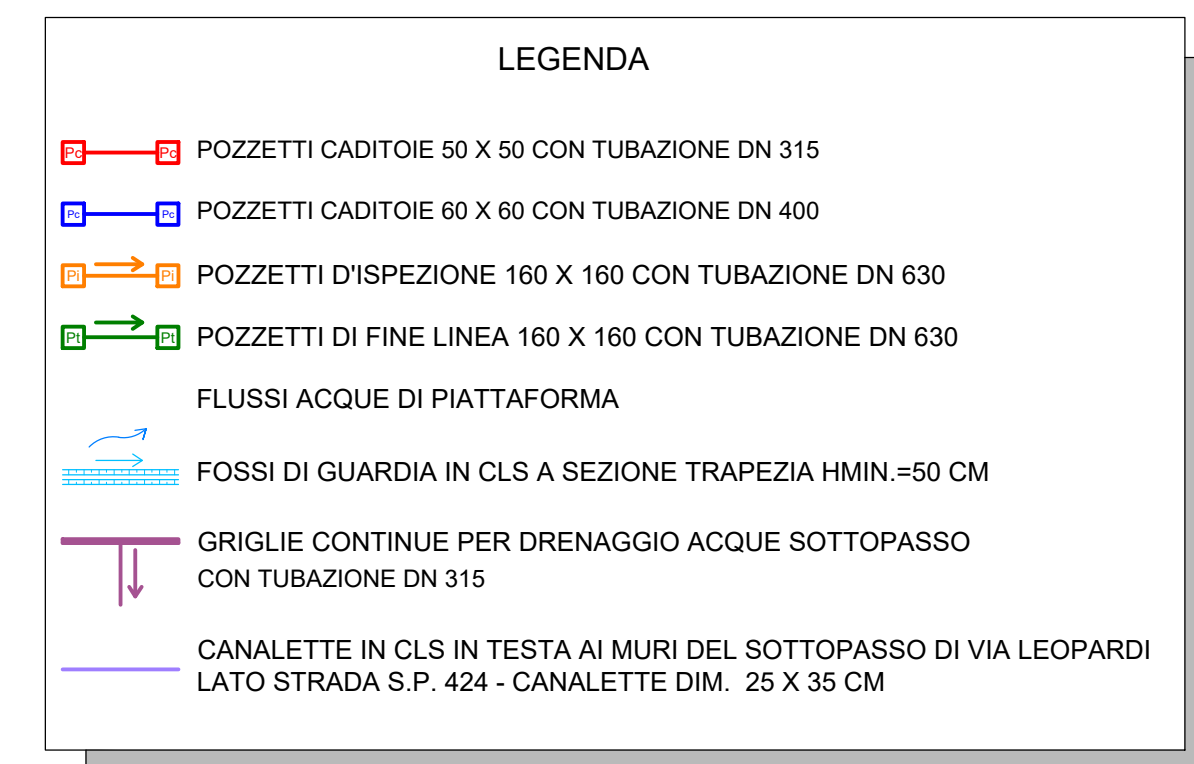 LEGENDA
Pc Pc POZZETTI CADITOIE 50 X 50 CON TUBAZIONE DN 315
Pc Pc POZZETTI CADITOIE 60 X 60 CON TUBAZIONE DN 400
Pi Pi POZZETTI D'ISPEZIONE 160 X 160 CON TUBAZIONE DN 630
Pt Pt POZZETTI DI FINE LINEA 160 X 160 CON TUBAZIONE DN 630
FLUSSI ACQUE DI PIATTAFORMA
FOSSI DI GUARDIA IN CLS A SEZIONE TRAPEZIA HMIN.=50 CM
GRIGLIE CONTINUE PER DRENAGGIO ACQUE SOTTOPASSO
CON TUBAZIONE DN 315
CANALETTE IN CLS IN TESTA AI MURI DEL SOTTOPASSO DI VIA LEOPARDI
LATO STRADA S.P. 424 - CANALETTE DIM. 25 X 35 CM